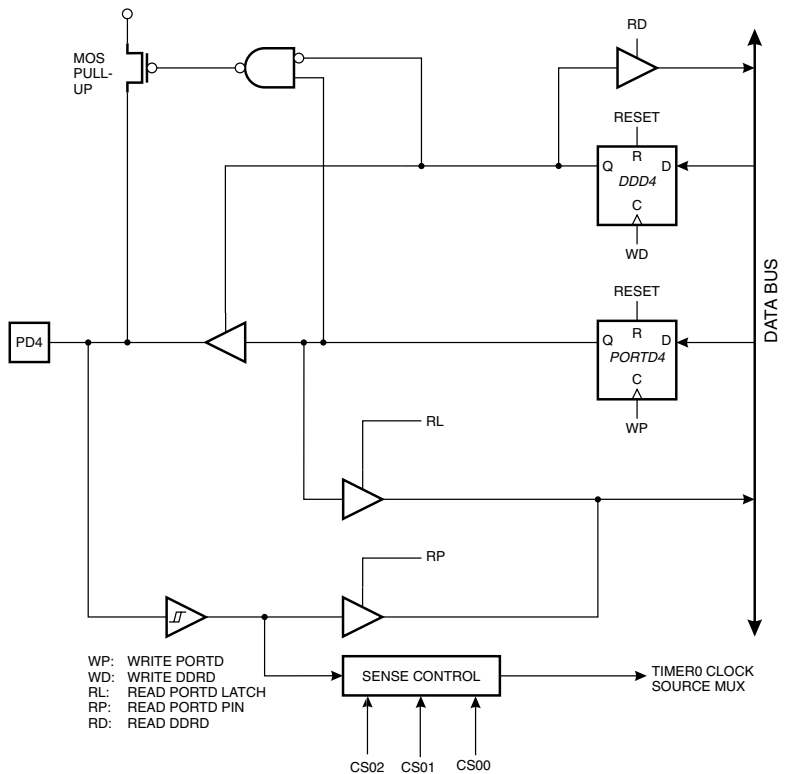 RD
MOS
PULL-
UP
RESET
R
Q
D
DDD4
C
WD
DATA BUS
RESET
PD4
R
Q
D
PORTD4
C
WP
RL
RP
WP: WRITE PORTD
WD: WRITE DDRD
RL: READ PORTD LATCH
RP: READ PORTD PIN
RD: READ DDRD
SENSE CONTROL
TIMER0 CLOCK
SOURCE MUX
CS02
CS01
CS00